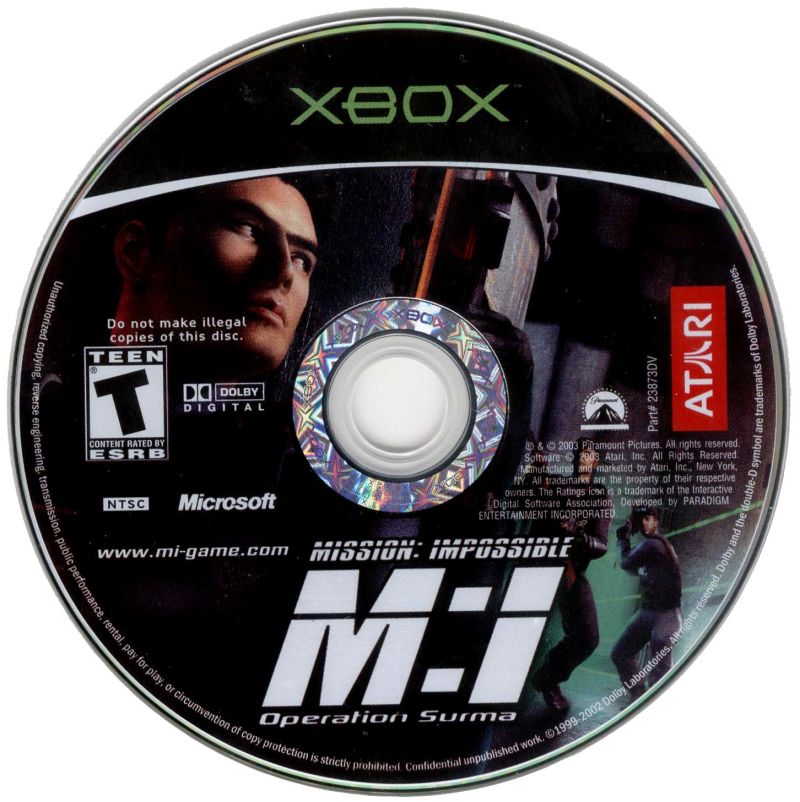 XBOX™
Do not make illegal
copies of this disc.
TEEN
T
®
CONTENT RATED BY
ESRB
DOLBY
DIGITAL
XBOX
Paramount
ATARI
Part# 23873DV
® & © 2003 Paramount Pictures. All rights reserved.
Software © 2003 Atari, Inc. All Rights Reserved.
Manufactured and marketed by Atari, Inc., New York,
NY. All trademarks are the property of their respective
owners. The Ratings icon is a trademark of the Interactive
Digital Software Association. Developed by PARADIGM
ENTERTAINMENT INCORPORATED.
NTSC
Microsoft
www.mi-game.com
MISSION: IMPOSSIBLE
M:I
Operation Surma
Unauthorized copying, reverse engineering, transmission, public performance, rental, pay for play, or circumvention of copy protection is strictly prohibited. Confidential unpublished work. ©1999-2002 Dolby Laboratories. All rights reserved. Dolby and the double-D symbol are trademarks of Dolby Laboratories.